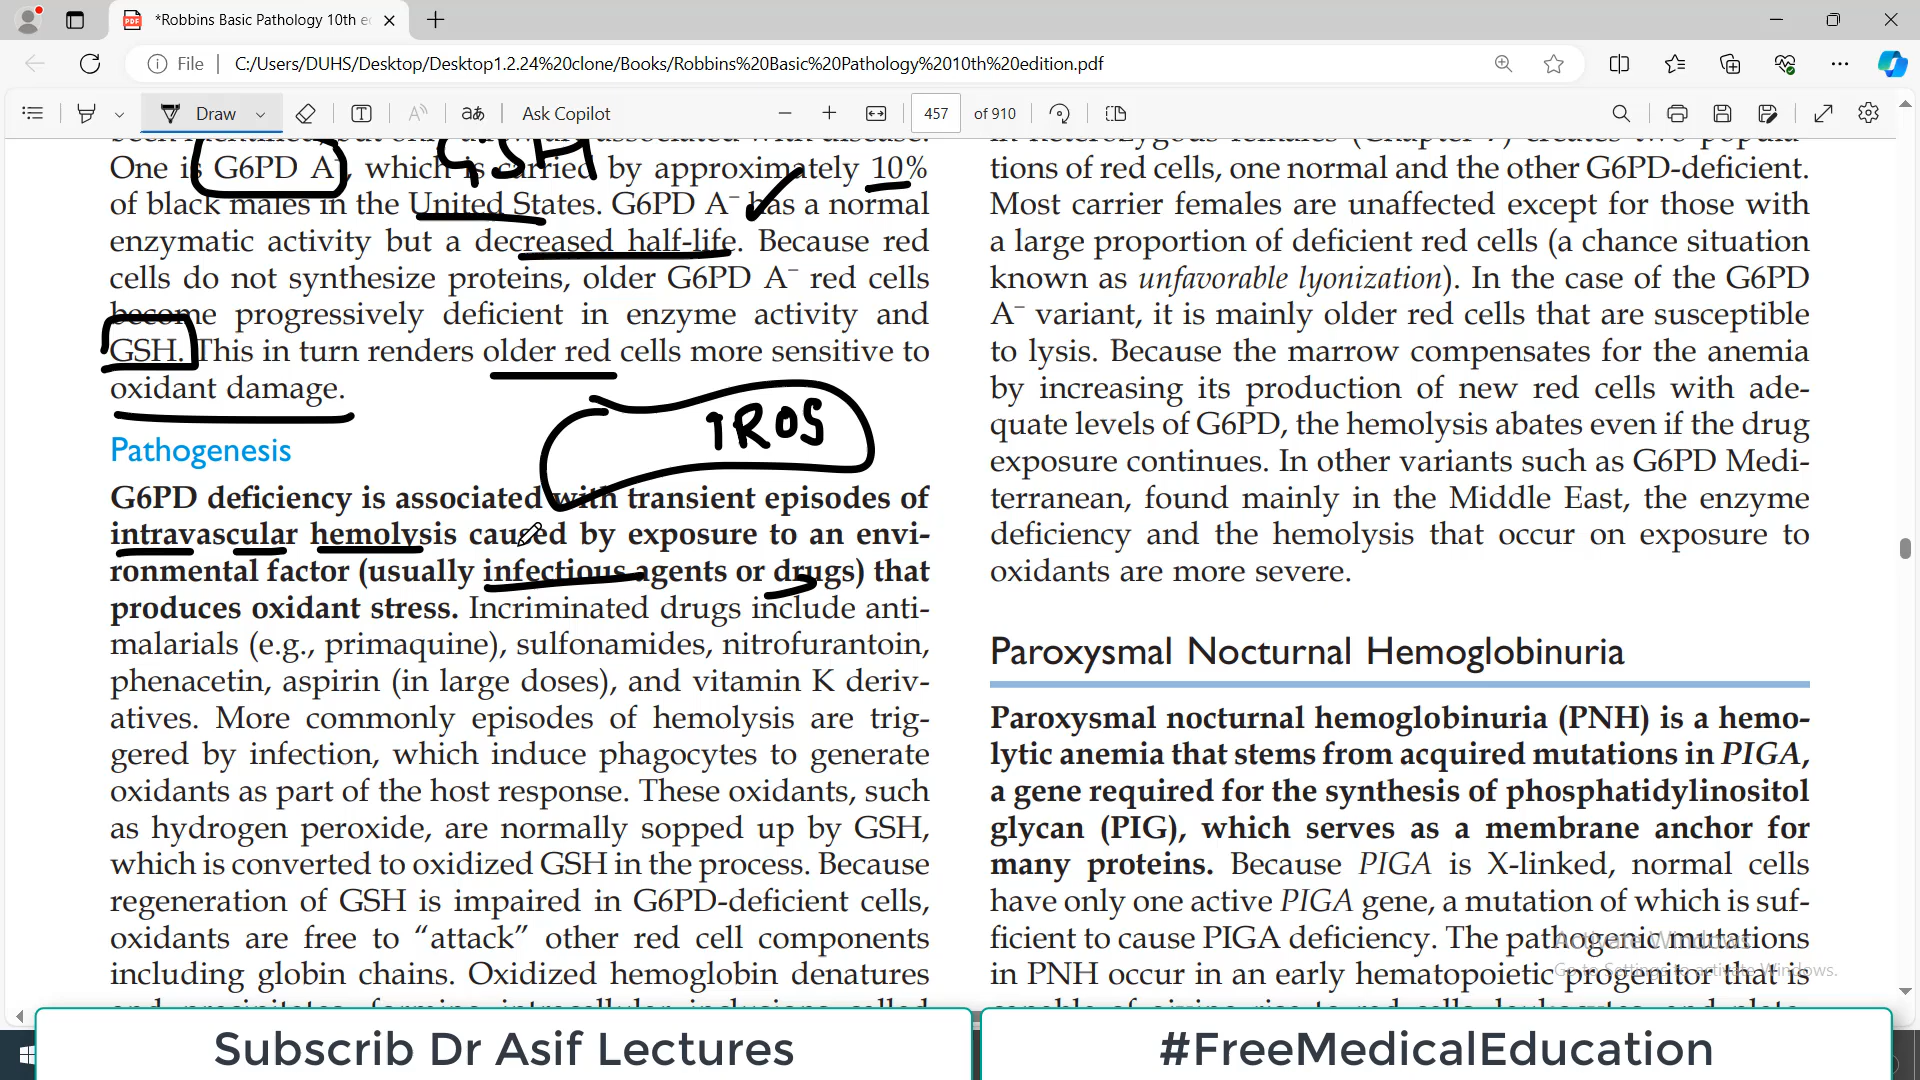 *Robbins Basic Pathology 10th e
File
C:/Users/DUHS/Desktop/Desktop1.2.24%20clone/Books/Robbins%20Basic%20Pathology%2010th%20edition.pdf
Draw
Ask Copilot
457 of 910
GSH
One is G6PD A⁻, which is carried by approximately 10%
of black males in the United States. G6PD A⁻ has a normal
enzymatic activity but a decreased half-life. Because red
cells do not synthesize proteins, older G6PD A⁻ red cells
become progressively deficient in enzyme activity and
GSH. This in turn renders older red cells more sensitive to
oxidant damage.
↑ROS
Pathogenesis
G6PD deficiency is associated with transient episodes of
intravascular hemolysis caused by exposure to an envi-
ronmental factor (usually infectious agents or drugs) that
produces oxidant stress. Incriminated drugs include anti-
malarials (e.g., primaquine), sulfonamides, nitrofurantoin,
phenacetin, aspirin (in large doses), and vitamin K deriv-
atives. More commonly episodes of hemolysis are trig-
gered by infection, which induce phagocytes to generate
oxidants as part of the host response. These oxidants, such
as hydrogen peroxide, are normally sopped up by GSH,
which is converted to oxidized GSH in the process. Because
regeneration of GSH is impaired in G6PD-deficient cells,
oxidants are free to “attack” other red cell components
including globin chains. Oxidized hemoglobin denatures
tions of red cells, one normal and the other G6PD-deficient.
Most carrier females are unaffected except for those with
a large proportion of deficient red cells (a chance situation
known as unfavorable lyonization). In the case of the G6PD
A⁻ variant, it is mainly older red cells that are susceptible
to lysis. Because the marrow compensates for the anemia
by increasing its production of new red cells with ade-
quate levels of G6PD, the hemolysis abates even if the drug
exposure continues. In other variants such as G6PD Medi-
terranean, found mainly in the Middle East, the enzyme
deficiency and the hemolysis that occur on exposure to
oxidants are more severe.
Paroxysmal Nocturnal Hemoglobinuria
Paroxysmal nocturnal hemoglobinuria (PNH) is a hemo-
lytic anemia that stems from acquired mutations in PIGA,
a gene required for the synthesis of phosphatidylinositol
glycan (PIG), which serves as a membrane anchor for
many proteins. Because PIGA is X-linked, normal cells
have only one active PIGA gene, a mutation of which is suf-
ficient to cause PIGA deficiency. The pathogenic mutations
in PNH occur in an early hematopoietic progenitor that is
Activate Windows
Go to Settings to activate Windows.
Subscrib Dr Asif Lectures
#FreeMedicalEducation